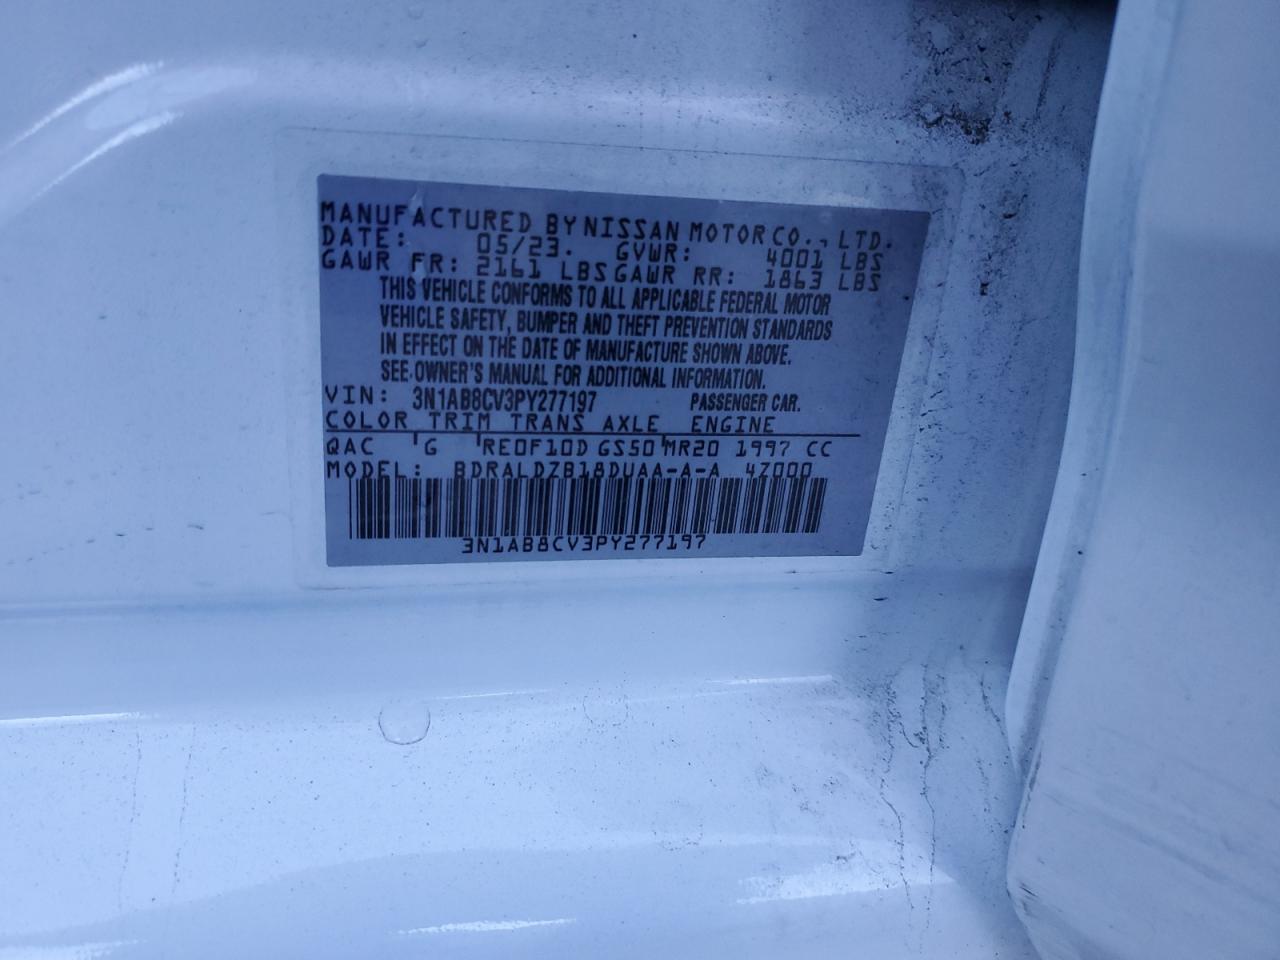 MANUFACTURED BY NISSAN MOTOR CO., LTD.
DATE: 05/23. GVWR: 4001 LBS
GAWR FR: 2161 LBS GAWR RR: 1863 LBS
THIS VEHICLE CONFORMS TO ALL APPLICABLE FEDERAL MOTOR
VEHICLE SAFETY, BUMPER AND THEFT PREVENTION STANDARDS
IN EFFECT ON THE DATE OF MANUFACTURE SHOWN ABOVE.
SEE OWNER'S MANUAL FOR ADDITIONAL INFORMATION.
VIN: 3N1AB8CV3PY277197 PASSENGER CAR.
COLOR TRIM TRANS AXLE ENGINE
QAC G RE0F10D GS50 MR20 1997 CC
MODEL: BDRALDZB18DUAA-A-A 4Z000
3N1AB8CV3PY277197